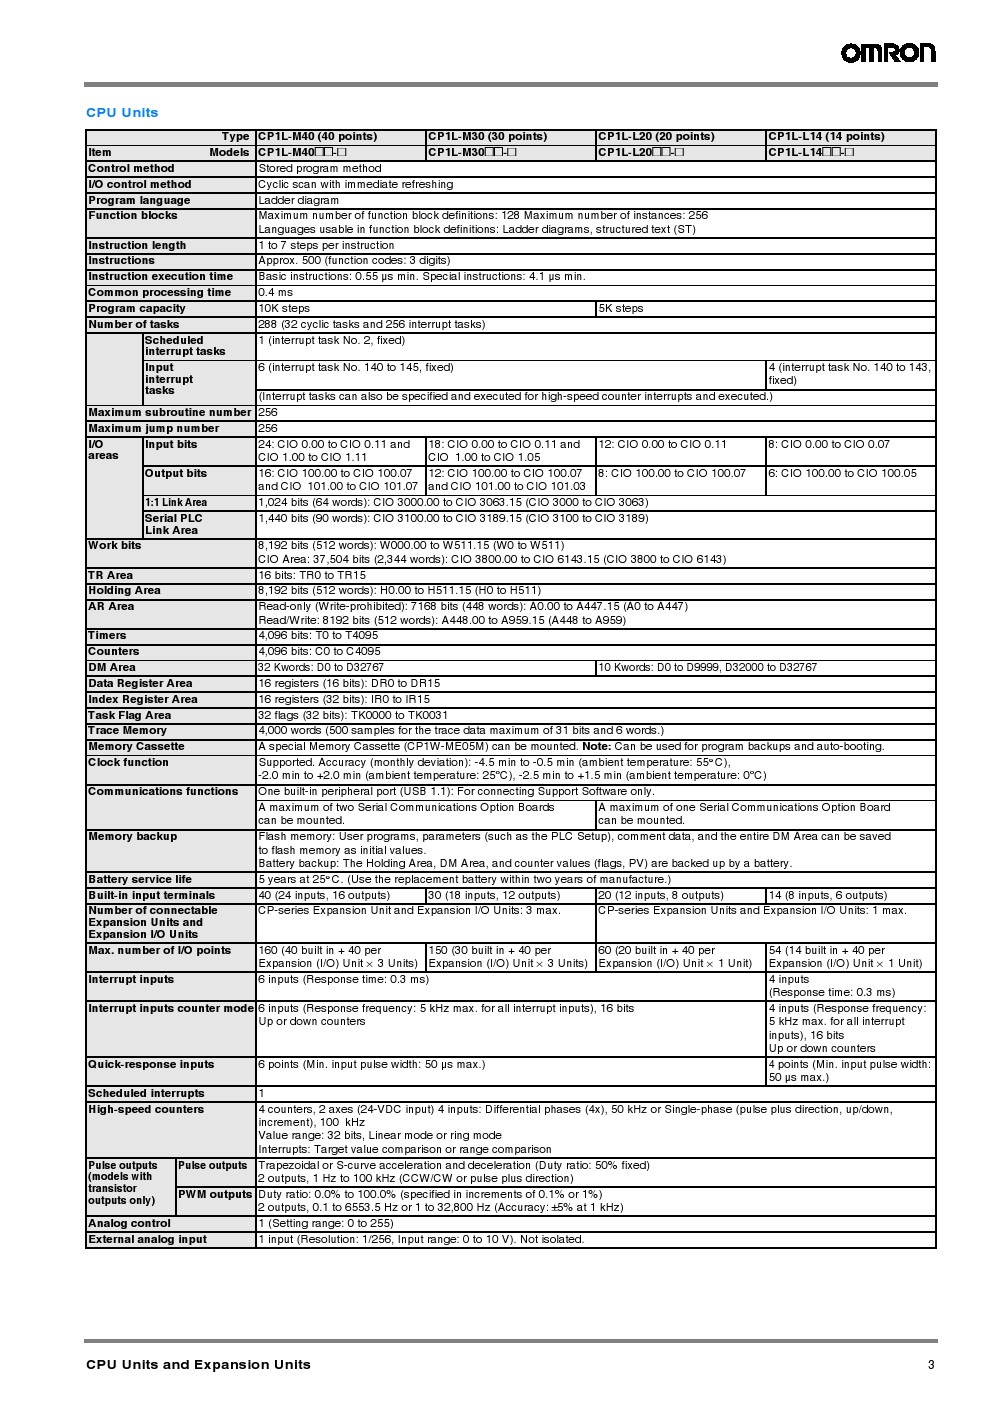 OMRON
CPU Units
Type CP1L-M40 (40 points) CP1L-M30 (30 points) CP1L-L20 (20 points) CP1L-L14 (14 points)
Item Models CP1L-M40□□-□ CP1L-M30□□-□ CP1L-L20□□-□ CP1L-L14□□-□
Control method Stored program method
I/O control method Cyclic scan with immediate refreshing
Program language Ladder diagram
Function blocks Maximum number of function block definitions: 128 Maximum number of instances: 256
Languages usable in function block definitions: Ladder diagrams, structured text (ST)
Instruction length 1 to 7 steps per instruction
Instructions Approx. 500 (function codes: 3 digits)
Instruction execution time Basic instructions: 0.55 µs min. Special instructions: 4.1 µs min.
Common processing time 0.4 ms
Program capacity 10K steps 5K steps
Number of tasks 288 (32 cyclic tasks and 256 interrupt tasks)
Scheduled
interrupt tasks
1 (interrupt task No. 2, fixed)
Input
interrupt
tasks
6 (interrupt task No. 140 to 145, fixed)
4 (interrupt task No. 140 to 143,
fixed)
(Interrupt tasks can also be specified and executed for high-speed counter interrupts and executed.)
Maximum subroutine number 256
Maximum jump number 256
I/O
areas
Input bits
24: CIO 0.00 to CIO 0.11 and
CIO 1.00 to CIO 1.11
18: CIO 0.00 to CIO 0.11 and
CIO 1.00 to CIO 1.05
12: CIO 0.00 to CIO 0.11
8: CIO 0.00 to CIO 0.07
Output bits
16: CIO 100.00 to CIO 100.07
and CIO 101.00 to CIO 101.07
12: CIO 100.00 to CIO 100.07
and CIO 101.00 to CIO 101.03
8: CIO 100.00 to CIO 100.07
6: CIO 100.00 to CIO 100.05
1:1 Link Area 1,024 bits (64 words): CIO 3000.00 to CIO 3063.15 (CIO 3000 to CIO 3063)
Serial PLC
Link Area
1,440 bits (90 words): CIO 3100.00 to CIO 3189.15 (CIO 3100 to CIO 3189)
Work bits 8,192 bits (512 words): W000.00 to W511.15 (W0 to W511)
CIO Area: 37,504 bits (2,344 words): CIO 3800.00 to CIO 6143.15 (CIO 3800 to CIO 6143)
TR Area 16 bits: TR0 to TR15
Holding Area 8,192 bits (512 words): H0.00 to H511.15 (H0 to H511)
AR Area Read-only (Write-prohibited): 7168 bits (448 words): A0.00 to A447.15 (A0 to A447)
Read/Write: 8192 bits (512 words): A448.00 to A959.15 (A448 to A959)
Timers 4,096 bits: T0 to T4095
Counters 4,096 bits: C0 to C4095
DM Area 32 Kwords: D0 to D32767 10 Kwords: D0 to D9999, D32000 to D32767
Data Register Area 16 registers (16 bits): DR0 to DR15
Index Register Area 16 registers (32 bits): IR0 to IR15
Task Flag Area 32 flags (32 bits): TK0000 to TK0031
Trace Memory 4,000 words (500 samples for the trace data maximum of 31 bits and 6 words.)
Memory Cassette A special Memory Cassette (CP1W-ME05M) can be mounted. Note: Can be used for program backups and auto-booting.
Clock function Supported. Accuracy (monthly deviation): -4.5 min to -0.5 min (ambient temperature: 55°C),
-2.0 min to +2.0 min (ambient temperature: 25°C), -2.5 min to +1.5 min (ambient temperature: 0°C)
Communications functions One built-in peripheral port (USB 1.1): For connecting Support Software only.
A maximum of two Serial Communications Option Boards
can be mounted.
A maximum of one Serial Communications Option Board
can be mounted.
Memory backup Flash memory: User programs, parameters (such as the PLC Setup), comment data, and the entire DM Area can be saved
to flash memory as initial values.
Battery backup: The Holding Area, DM Area, and counter values (flags, PV) are backed up by a battery.
Battery service life 5 years at 25°C. (Use the replacement battery within two years of manufacture.)
Built-in input terminals 40 (24 inputs, 16 outputs) 30 (18 inputs, 12 outputs) 20 (12 inputs, 8 outputs) 14 (8 inputs, 6 outputs)
Number of connectable
Expansion Units and
Expansion I/O Units
CP-series Expansion Unit and Expansion I/O Units: 3 max. CP-series Expansion Units and Expansion I/O Units: 1 max.
Max. number of I/O points
160 (40 built in + 40 per
Expansion (I/O) Unit × 3 Units)
150 (30 built in + 40 per
Expansion (I/O) Unit × 3 Units)
60 (20 built in + 40 per
Expansion (I/O) Unit × 1 Unit)
54 (14 built in + 40 per
Expansion (I/O) Unit × 1 Unit)
Interrupt inputs 6 inputs (Response time: 0.3 ms)
4 inputs
(Response time: 0.3 ms)
Interrupt inputs counter mode 6 inputs (Response frequency: 5 kHz max. for all interrupt inputs), 16 bits
Up or down counters
4 inputs (Response frequency:
5 kHz max. for all interrupt
inputs), 16 bits
Up or down counters
Quick-response inputs 6 points (Min. input pulse width: 50 µs max.)
4 points (Min. input pulse width:
50 µs max.)
Scheduled interrupts 1
High-speed counters 4 counters, 2 axes (24-VDC input) 4 inputs: Differential phases (4x), 50 kHz or Single-phase (pulse plus direction, up/down,
increment), 100 kHz
Value range: 32 bits, Linear mode or ring mode
Interrupts: Target value comparison or range comparison
Pulse outputs
(models with
transistor
outputs only)
Pulse outputs Trapezoidal or S-curve acceleration and deceleration (Duty ratio: 50% fixed)
2 outputs, 1 Hz to 100 kHz (CCW/CW or pulse plus direction)
PWM outputs Duty ratio: 0.0% to 100.0% (specified in increments of 0.1% or 1%)
2 outputs, 0.1 to 6553.5 Hz or 1 to 32,800 Hz (Accuracy: ±5% at 1 kHz)
Analog control 1 (Setting range: 0 to 255)
External analog input 1 input (Resolution: 1/256, Input range: 0 to 10 V). Not isolated.
CPU Units and Expansion Units 3